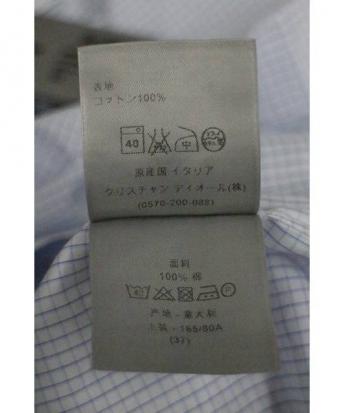 表地
コットン100%
40
中
原産国 イタリア
クリスチャン ディオール(株)
(0570-200-088)
面料
100% 棉
P
产地 - 意大利
上装 - 165/80A
(37)